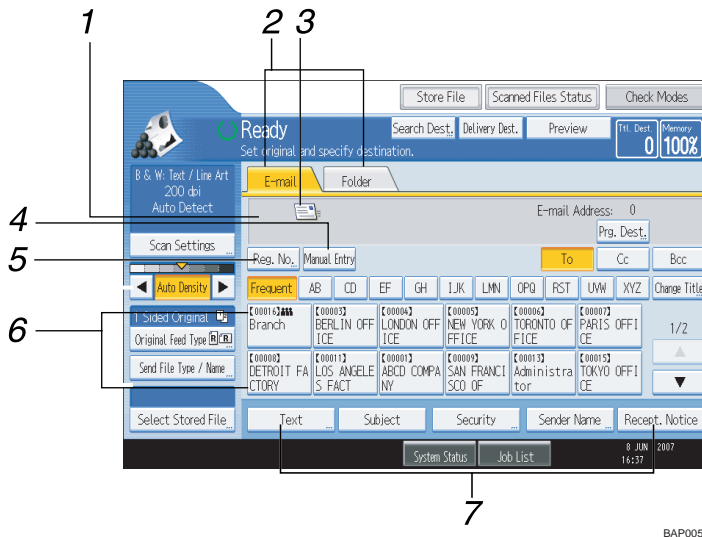 1
2
3
Store File
Scanned Files Status
Check Modes
Ready
Search Dest.
Delivery Dest.
Preview
Ttl. Dest.
0
Memory
100%
Set original and specify destination.
B & W: Text / Line Art
200 dpi
Auto Detect
E-mail
Folder
4
E-mail Address: 0
Prg. Dest.
5
Scan Settings
Reg. No.
Manual Entry
To
Cc
Bcc
Auto Density
Frequent
AB
CD
EF
GH
IJK
LMN
OPQ
RST
UVW
XYZ
Change Title
6
1 Sided Original
Original Feed Type
R R
Send File Type / Name
[00016]
Branch
[00003]
BERLIN OFF
ICE
[00004]
LONDON OFF
ICE
[00005]
NEW YORK O
FFICE
[00006]
TORONTO OF
FICE
[00007]
PARIS OFFI
CE
1/2
[00008]
DETROIT FA
CTORY
[00011]
LOS ANGELE
S FACT
[00001]
ABCD COMPA
NY
[00009]
SAN FRANCI
SCO OF
[00013]
Administra
tor
[00015]
TOKYO OFFI
CE
Select Stored File
Text
Subject
Security
Sender Name
Recept. Notice
System Status
Job List
8 JUN 2007
16:37
7
BAP005